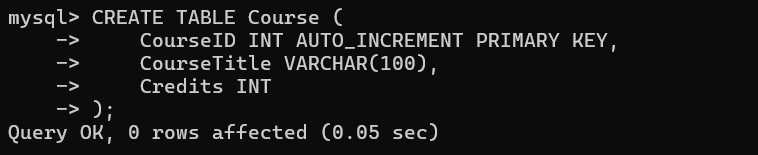 mysql> CREATE TABLE Course (
    ->     CourseID INT AUTO_INCREMENT PRIMARY KEY,
    ->     CourseTitle VARCHAR(100),
    ->     Credits INT
    -> );
Query OK, 0 rows affected (0.05 sec)